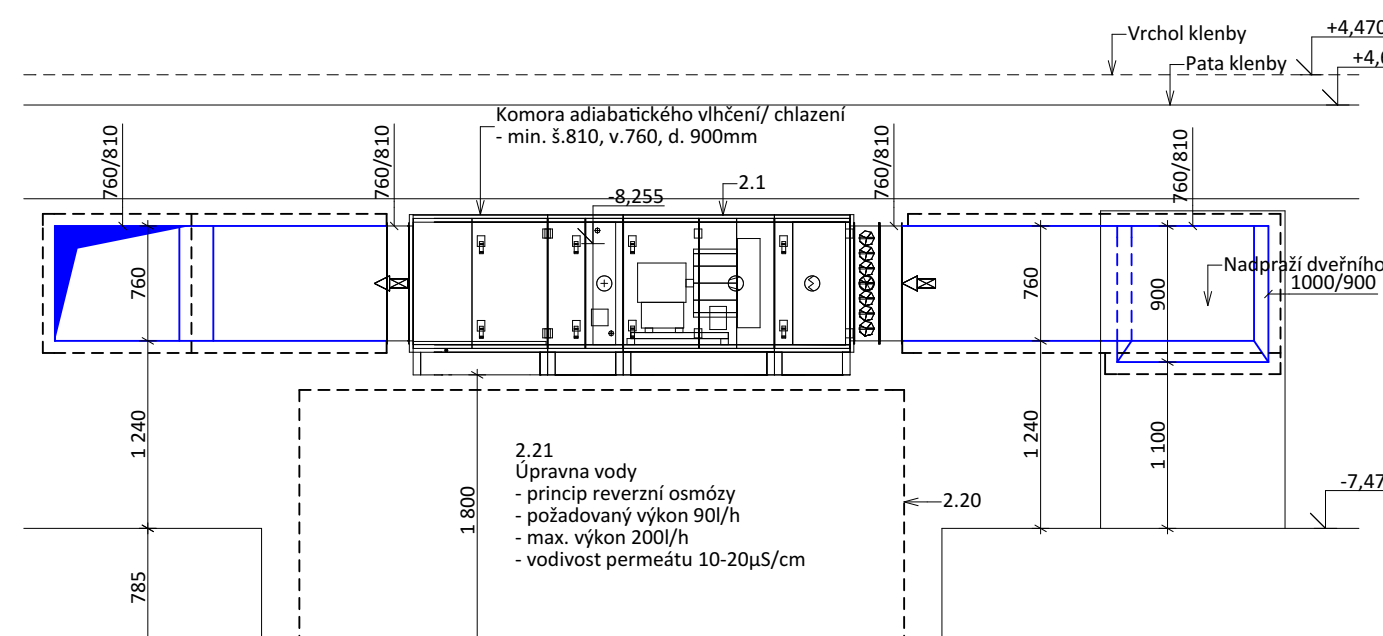 Vrchol klenby
+4,470
Pata klenby
Komora adiabatického vlhčení/ chlazení
- min. š.810, v.760, d. 900mm
760/810
760/810
760/810
760/810
-8,255
2.1
760
760
900
Nadpraží dveřního
1000/900
1 240
1 800
1 240
1 100
2.21
Úpravna vody
- princip reverzní osmózy
- požadovaný výkon 90l/h
- max. výkon 200l/h
- vodivost permeátu 10-20µS/cm
2.20
785